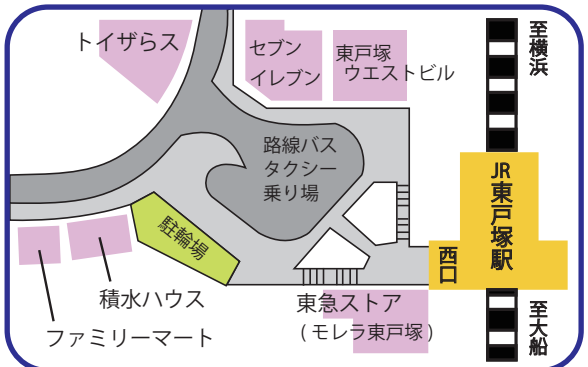 トイザらス
セブン
イレブン
東戸塚
ウエストビル
至横浜
路線バス
タクシー
乗り場
JR東戸塚駅
西口
駐輪場
積水ハウス
ファミリーマート
東急ストア
(モレラ東戸塚)
至大船